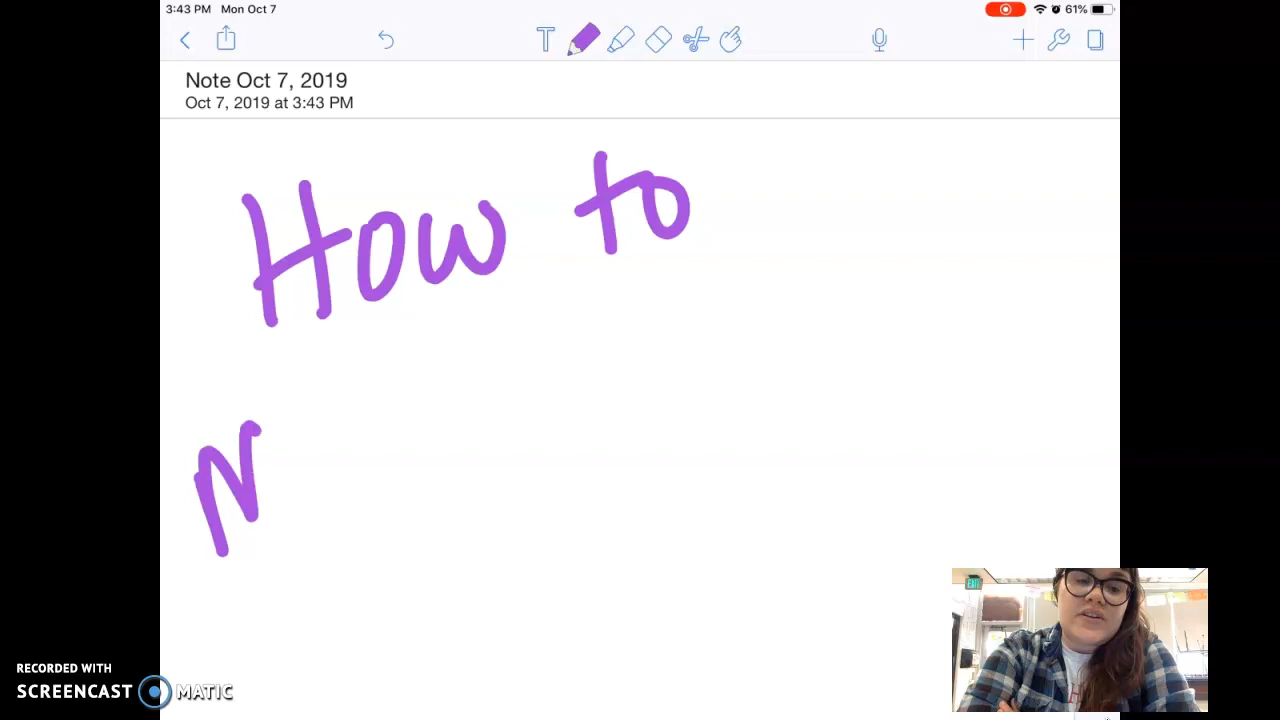 3:43 PM Mon Oct 7 61%
T
Note Oct 7, 2019
Oct 7, 2019 at 3:43 PM
How to
N
EXIT
RECORDED WITH
SCREENCAST MATIC